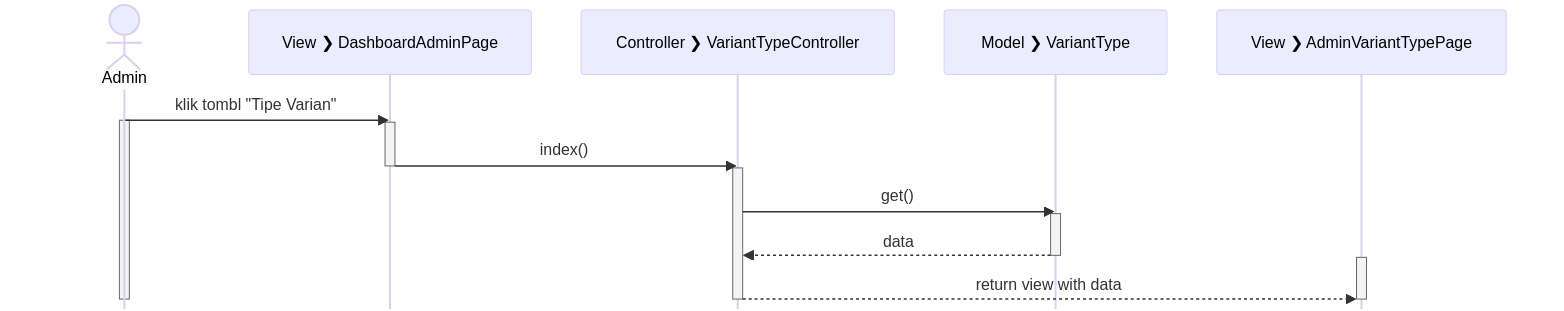 Admin
View ❯ DashboardAdminPage
Controller ❯ VariantTypeController
Model ❯ VariantType
View ❯ AdminVariantTypePage
klik tombl "Tipe Varian"
index()
get()
data
return view with data